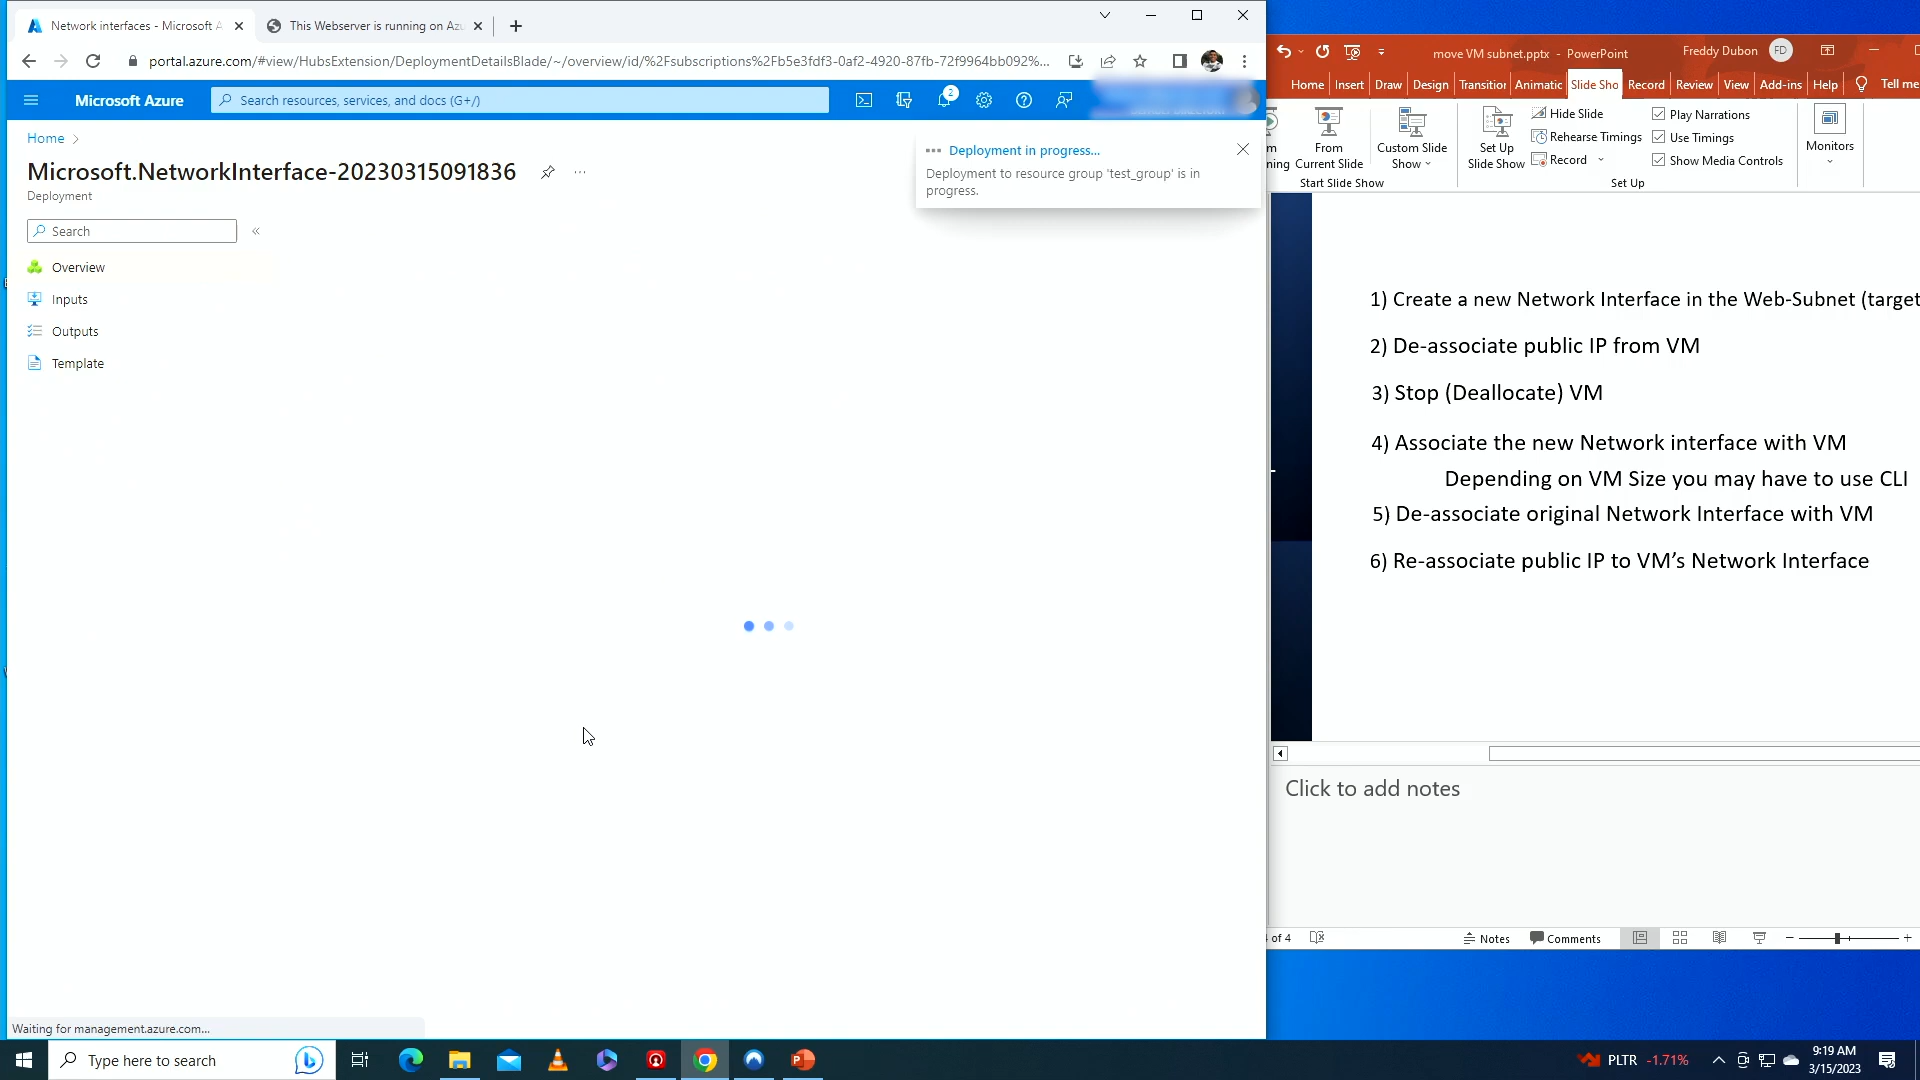 Network interfaces - Microsoft A
This Webserver is running on Azu
portal.azure.com/#view/HubsExtension/DeploymentDetailsBlade/~/overview/id/%2Fsubscriptions%2Fb5e3fdf3-0af2-4920-87fb-72f9964bb092%...
Microsoft Azure
Search resources, services, and docs (G+/)
2
Home
Microsoft.NetworkInterface-20230315091836
Deployment
Search
Overview
Inputs
Outputs
Template
Deployment in progress...
Deployment to resource group 'test_group' is in
progress.
Waiting for management.azure.com...
move VM subnet.pptx - PowerPoint
Freddy Dubon
FD
Home Insert Draw Design Transition Animatic Slide Sho Record Review View Add-ins Help Tell me
From
Current Slide
Custom Slide
Show
Start Slide Show
Set Up
Slide Show
Hide Slide
Rehearse Timings
Record
Play Narrations
Use Timings
Show Media Controls
Set Up
Monitors
1) Create a new Network Interface in the Web-Subnet (target
2) De-associate public IP from VM
3) Stop (Deallocate) VM
4) Associate the new Network interface with VM
Depending on VM Size you may have to use CLI
5) De-associate original Network Interface with VM
6) Re-associate public IP to VM's Network Interface
Click to add notes
of 4
Notes
Comments
Type here to search
PLTR -1.71%
9:19 AM
3/15/2023